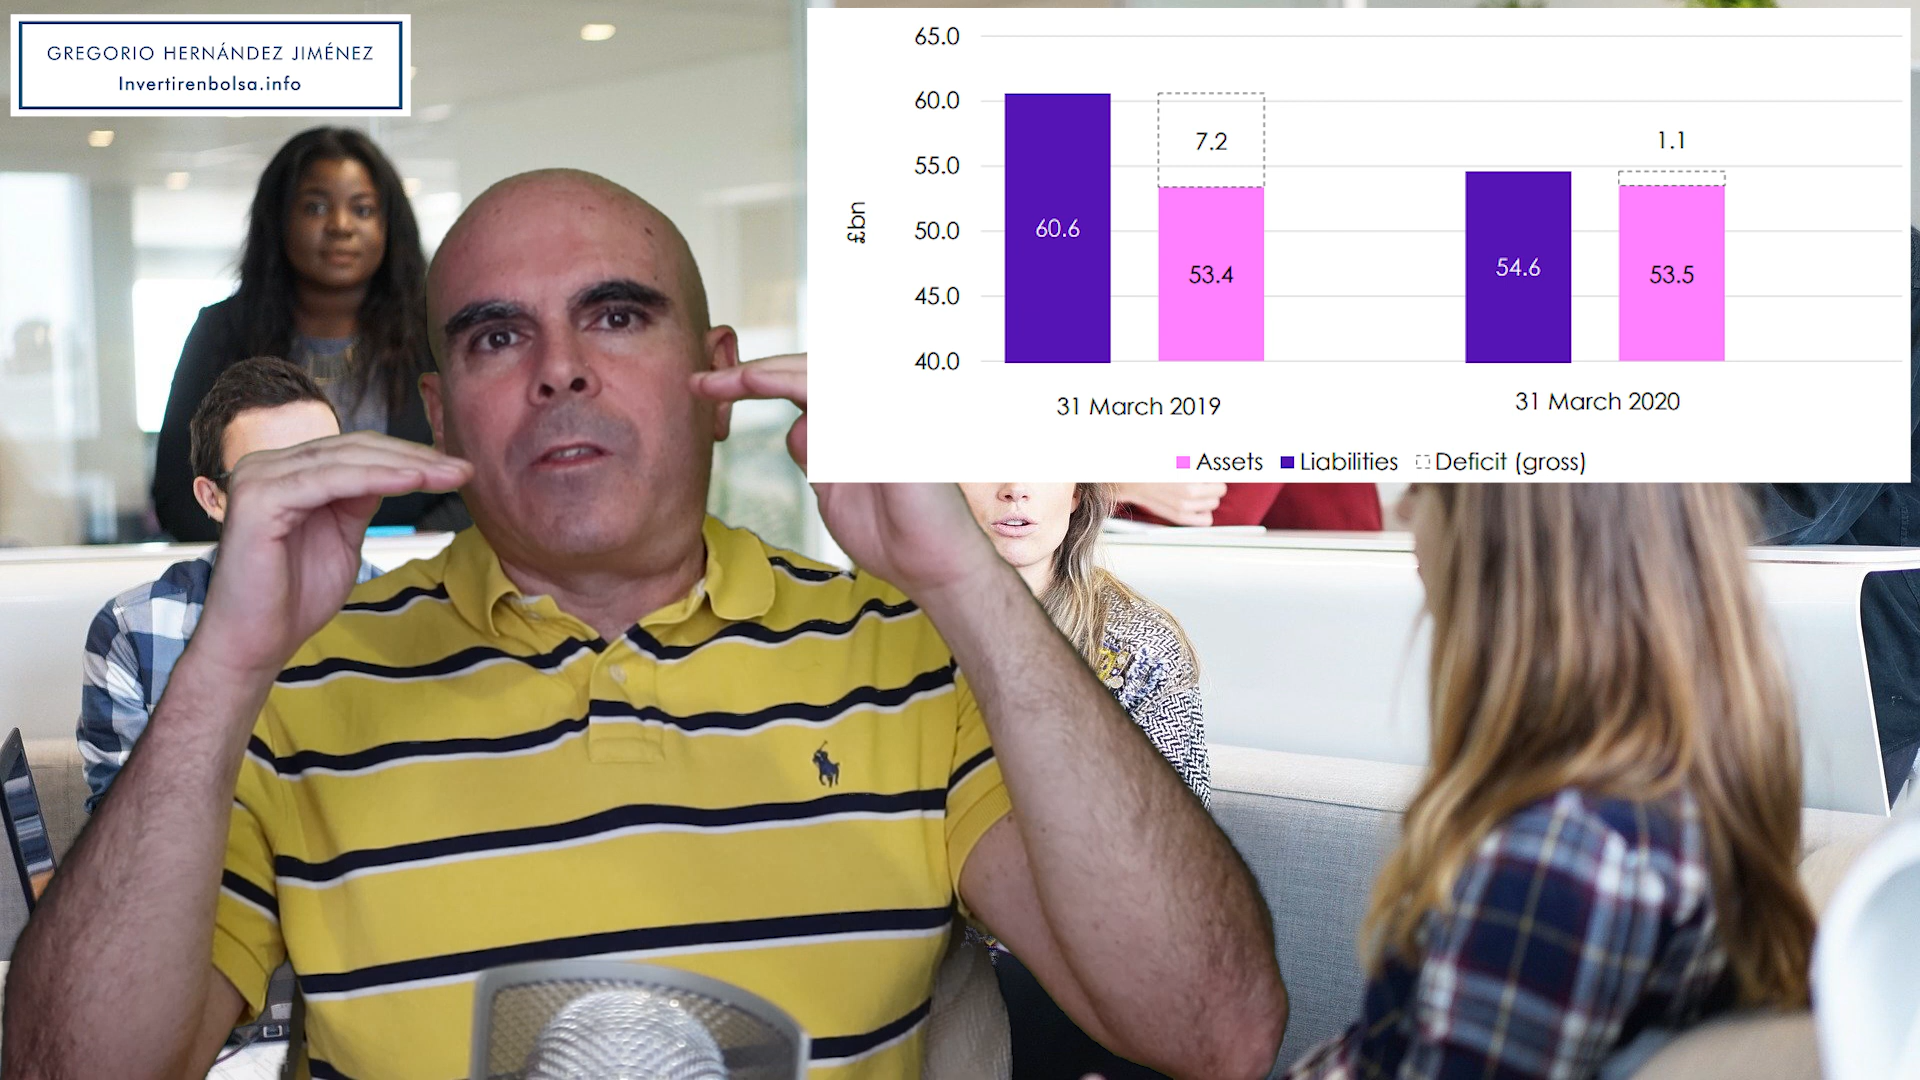 GREGORIO HERNÁNDEZ JIMÉNEZ
Invertirenbolsa.info
65.0
60.0
55.0
50.0
45.0
40.0
£bn
60.6
7.2
53.4
54.6
1.1
53.5
31 March 2019
31 March 2020
Assets Liabilities Deficit (gross)